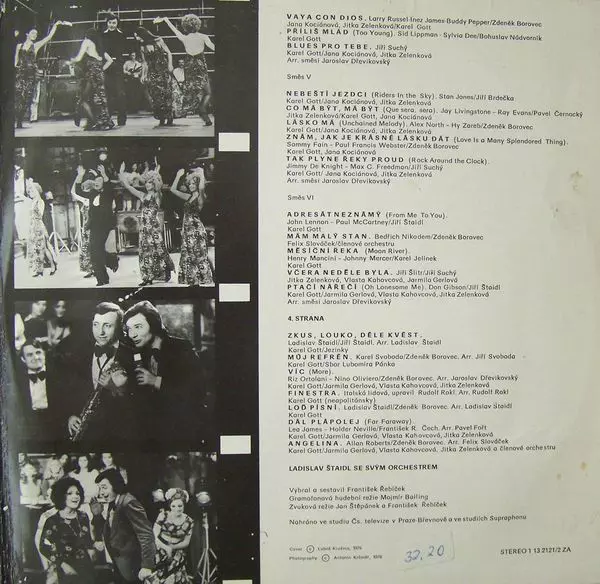 VAYA CON DIOS. Larry Russel-Inez James-Buddy Pepper/Zdeněk Borovec
Jana Kociánová, Jitka Zelenková/Karel Gott
PŘÍLIŠ MLÁD (Too Young). Sid Lippman - Sylvia Dee/Bohuslav Nádvorník
Karel Gott
BLUES PRO TEBE. Jiří Suchý
Karel Gott/Jana Kociánová, Jitka Zelenková
Arr. směsi Jaroslav Dřevikovský
Směs V
NEBEŠTÍ JEZDCI (Riders in the Sky). Stan Jones/Jiří Brdečka
Karel Gott/Jana Kociánová, Jitka Zelenková
CO MÁ BÝT, MÁ BÝT (Que sera, sera). Jay Livingstone - Ray Evans/Pavel Černocký
Jitka Zelenková/Karel Gott, Jana Kociánová
LÁSKO MÁ (Unchained Melody). Alex North - Hy Zareth/Zdeněk Borovec
Karel Gott/Jana Kociánová, Jitka Zelenková
ZNÁM, JAK JE KRÁSNÉ LÁSKU DÁT (Love Is a Many Splendored Thing).
Sammy Fain - Paul Francis Webster/Zdeněk Borovec
Karel Gott, Jana Kociánová
TAK PLYNE ŘEKY PROUD (Rock Around the Clock).
Jimmy De Knight - Max C. Freedman/Jiří Suchý
Karel Gott/Jana Kociánová, Jitka Zelenková
Arr. směsi Jaroslav Dřevikovský
Směs VI
ADRESÁT NEZNÁMÝ (From Me To You).
John Lennon - Paul McCartney/Jiří Štaidl
Karel Gott
MÁM MALÝ STAN. Bedřich Nikodem/Zdeněk Borovec
Felix Slováček/členové orchestru
MĚSÍČNÍ ŘEKA (Moon River).
Henry Mancini - Johnny Mercer/Karel Jelínek
Karel Gott
VČERA NEDĚLE BYLA. Jiří Šlitr/Jiří Suchý
Jitka Zelenková, Vlasta Kahovcová, Jarmila Gerlová
PTAČÍ NÁŘEČÍ (Oh Lonesome Me). Don Gibson/Jiří Štaidl
Karel Gott/Jarmila Gerlová, Vlasta Kahovcová, Jitka Zelenková
Arr. směsi Jaroslav Dřevikovský
4. STRANA
ZKUS, LOUKO, DÉLE KVÉST.
Ladislav Štaidl/Jiří Štaidl. Arr. Ladislav Štaidl
Karel Gott/Jezinky
MŮJ REFRÉN. Karel Svoboda/Zdeněk Borovec. Arr. Jiří Svoboda
Karel Gott/Sbor Lubomíra Pánka
VÍC (More).
Riz Ortolani - Nino Oliviero/Zdeněk Borovec. Arr. Jaroslav Dřevikovský
Karel Gott/Jarmila Gerlová, Vlasta Kahovcová, Jitka Zelenková
FINESTRA. Italská lidová, upravil Rudolf Rokl. Arr. Rudolf Rokl
Karel Gott (neapolitánsky)
LOĎ PÍSNÍ. Ladislav Štaidl/Zdeněk Borovec. Arr. Ladislav Štaidl
Karel Gott
DÁL PLÁPOLEJ (Far Faraway).
Lea James - Holder Neville/František R. Čech. Arr. Pavel Fořt
Karel Gott/Jarmila Gerlová, Vlasta Kahovcová, Jitka Zelenková
ANGELINA. Allan Roberts/Zdeněk Borovec. Arr. Felix Slováček
Karel Gott/Jarmila Gerlová, Vlasta Kahovcová, Jitka Zelenková a členové orchestru
LADISLAV ŠTAIDL SE SVÝM ORCHESTREM
Vybral a sestavil František Řebíček
Gramofonová hudební režie Mojmír Balling
Zvuková režie Jan Štěpánek a František Řebíček
Nahráno ve studiu Čs. televize v Praze-Břevnově a ve studiích Supraphonu
Cover © Luboš 1976
Photography © Antonín 1976
32,20
STEREO 1 13 2121/2 ZA